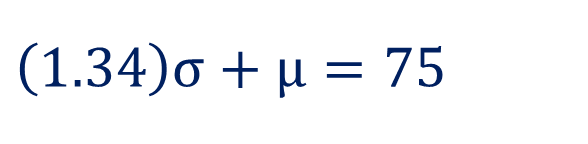 (1.34)σ + μ = 75